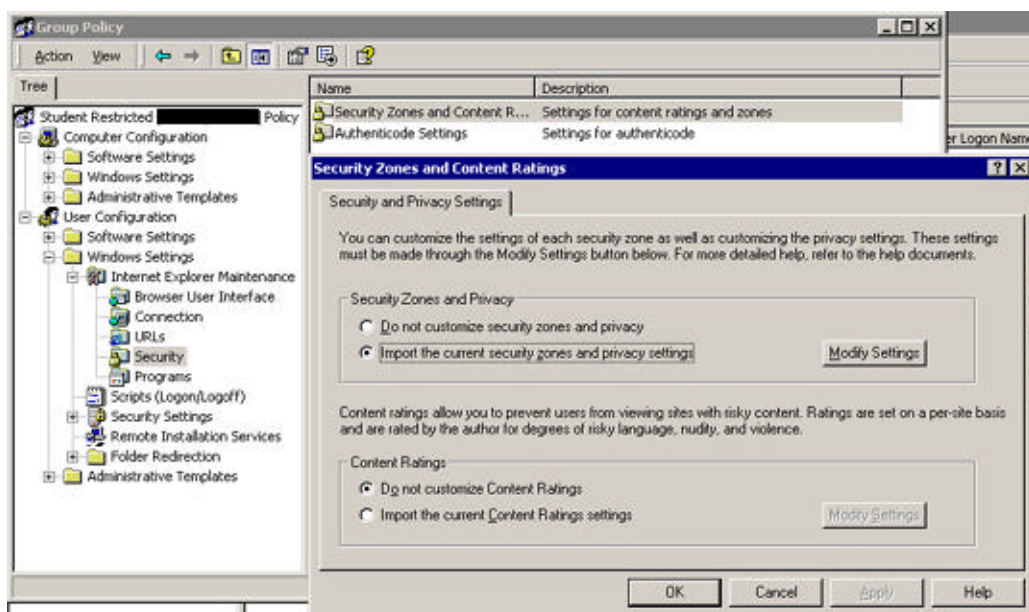 Group Policy
Action View
Tree
Name Description
Student Restricted Policy
Security Zones and Content R... Settings for content ratings and zones
Authenticode Settings Settings for authenticode
Computer Configuration
Software Settings
Windows Settings
Administrative Templates
User Configuration
Software Settings
Windows Settings
Internet Explorer Maintenance
Browser User Interface
Connection
URLs
Security
Programs
Scripts (Logon/Logoff)
Security Settings
Remote Installation Services
Folder Redirection
Administrative Templates
er Logon Name
Security Zones and Content Ratings
Security and Privacy Settings
You can customize the settings of each security zone as well as customizing the privacy settings. These settings
must be made through the Modify Settings button below. For more detailed help, refer to the help documents.
Security Zones and Privacy
Do not customize security zones and privacy
Import the current security zones and privacy settings
Modify Settings
Content ratings allow you to prevent users from viewing sites with risky content. Ratings are set on a per-site basis
and are rated by the author for degrees of risky language, nudity, and violence.
Content Ratings
Do not customize Content Ratings
Import the current Content Ratings settings
Modify Settings
OK Cancel Apply Help